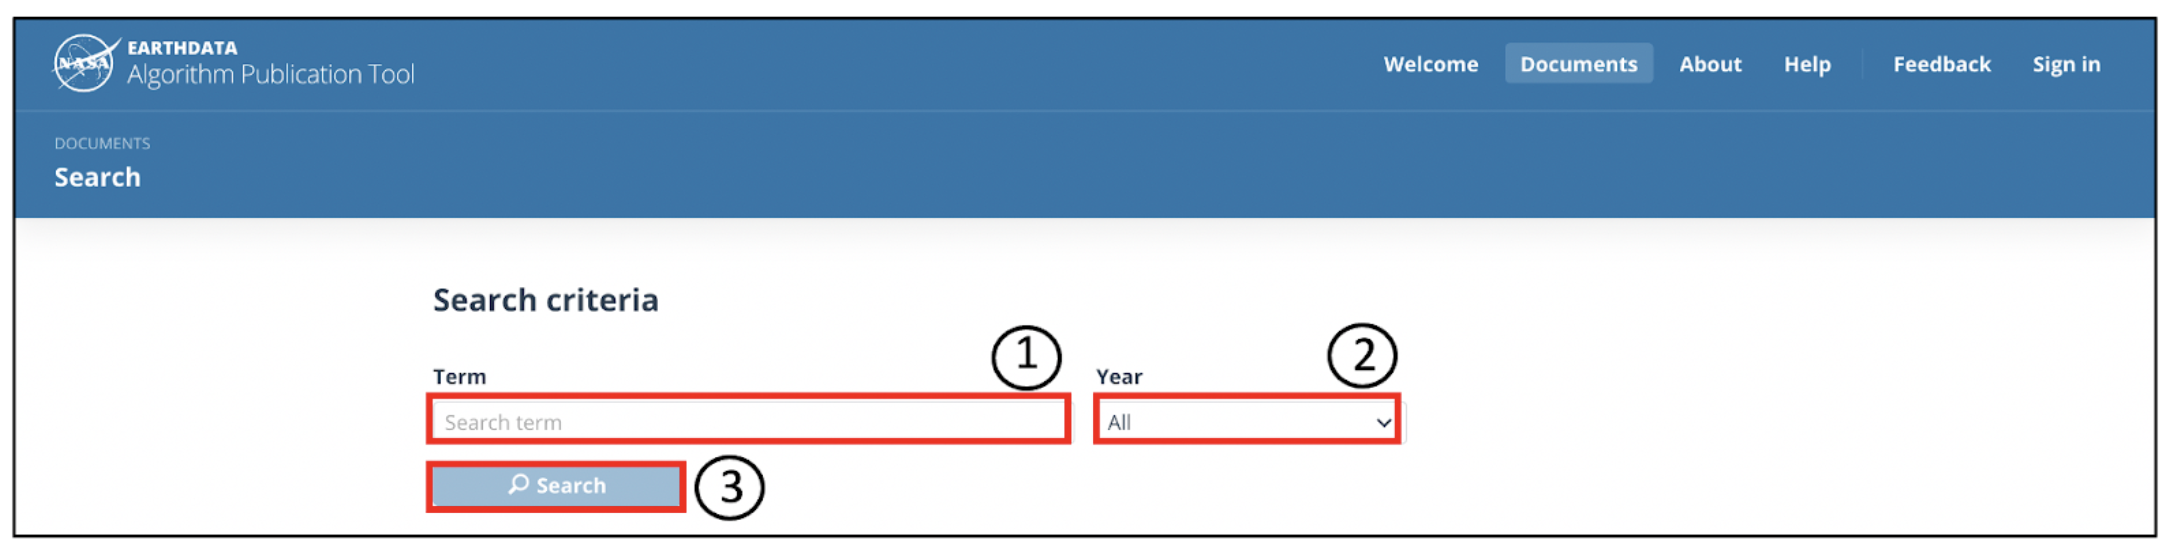 NASA
EARTHDATA
Algorithm Publication Tool
Welcome Documents About Help Feedback Sign in
DOCUMENTS
Search
Search criteria
1
2
Term
Year
Search term
All
Search
3